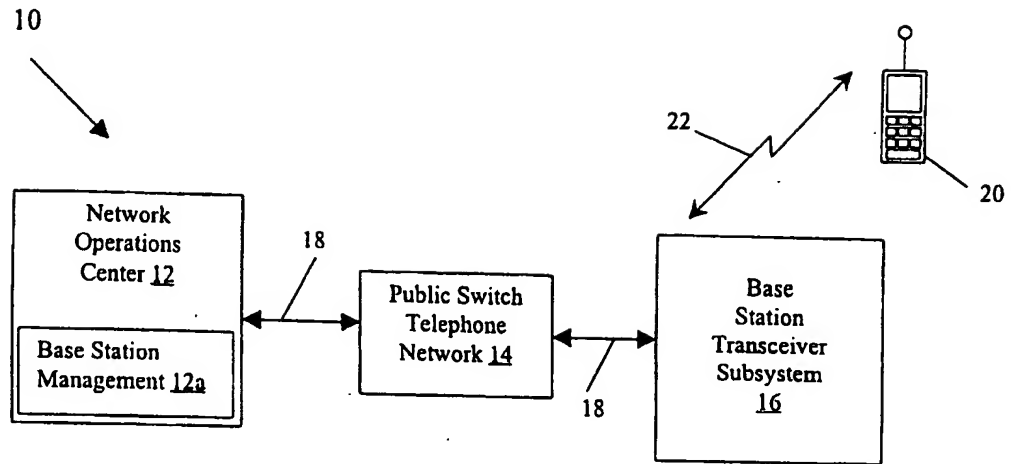 10
22
20
Network
Operations
Center 12
18
Base Station
Management 12a
Public Switch
Telephone
Network 14
18
Base
Station
Transceiver
Subsystem
16